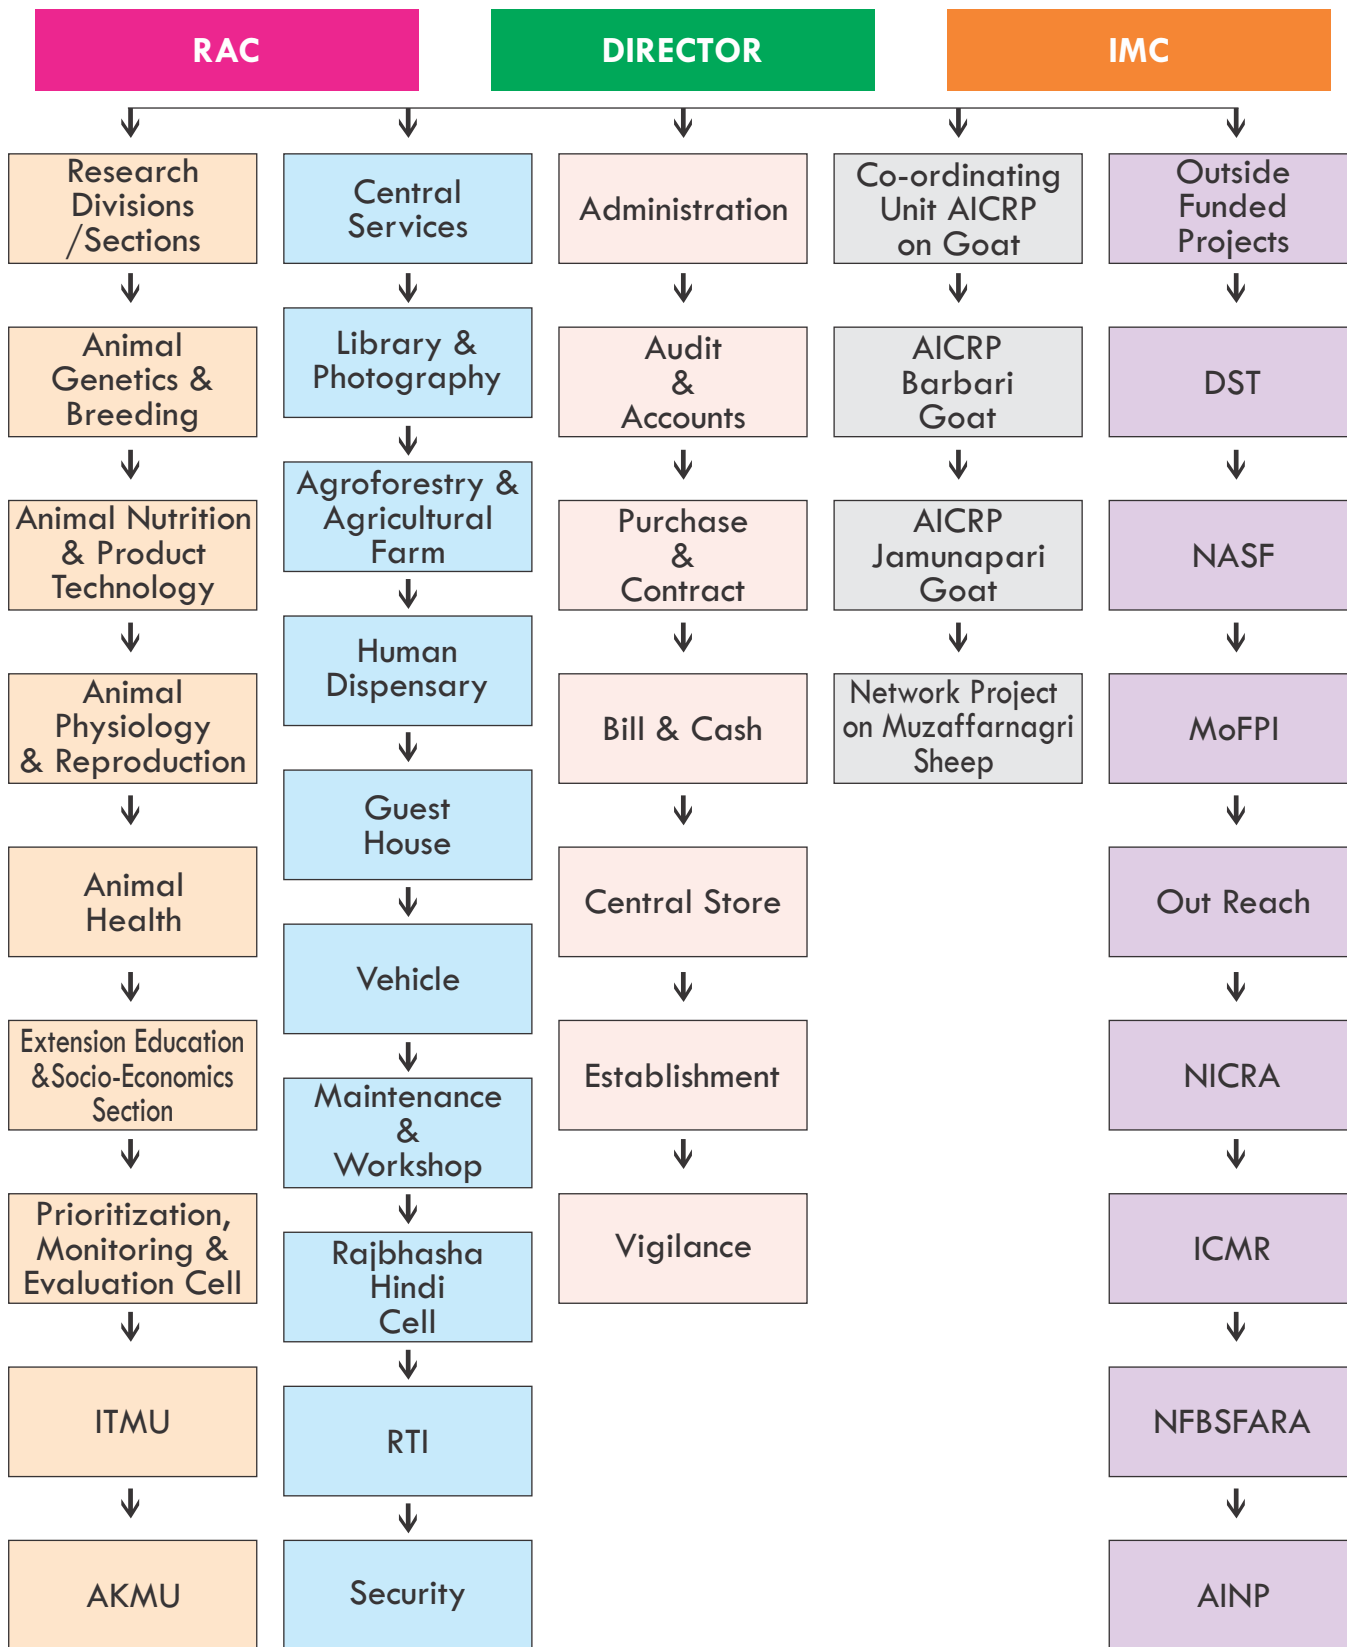 RAC
DIRECTOR
IMC
Research
Divisions
/Sections
Animal
Genetics &
Breeding
Animal Nutrition
& Product
Technology
Animal
Physiology
& Reproduction
Animal
Health
Extension Education
&Socio-Economics
Section
Prioritization,
Monitoring &
Evaluation Cell
ITMU
AKMU
Central
Services
Library &
Photography
Agroforestry &
Agricultural
Farm
Human
Dispensary
Guest
House
Vehicle
Maintenance
&
Workshop
Rajbhasha
Hindi
Cell
RTI
Security
Administration
Audit
&
Accounts
Purchase
&
Contract
Bill & Cash
Central Store
Establishment
Vigilance
Co-ordinating
Unit AICRP
on Goat
AICRP
Barbari
Goat
AICRP
Jamunapari
Goat
Network Project
on Muzaffarnagri
Sheep
Outside
Funded
Projects
DST
NASF
MoFPI
Out Reach
NICRA
ICMR
NFBSFARA
AINP